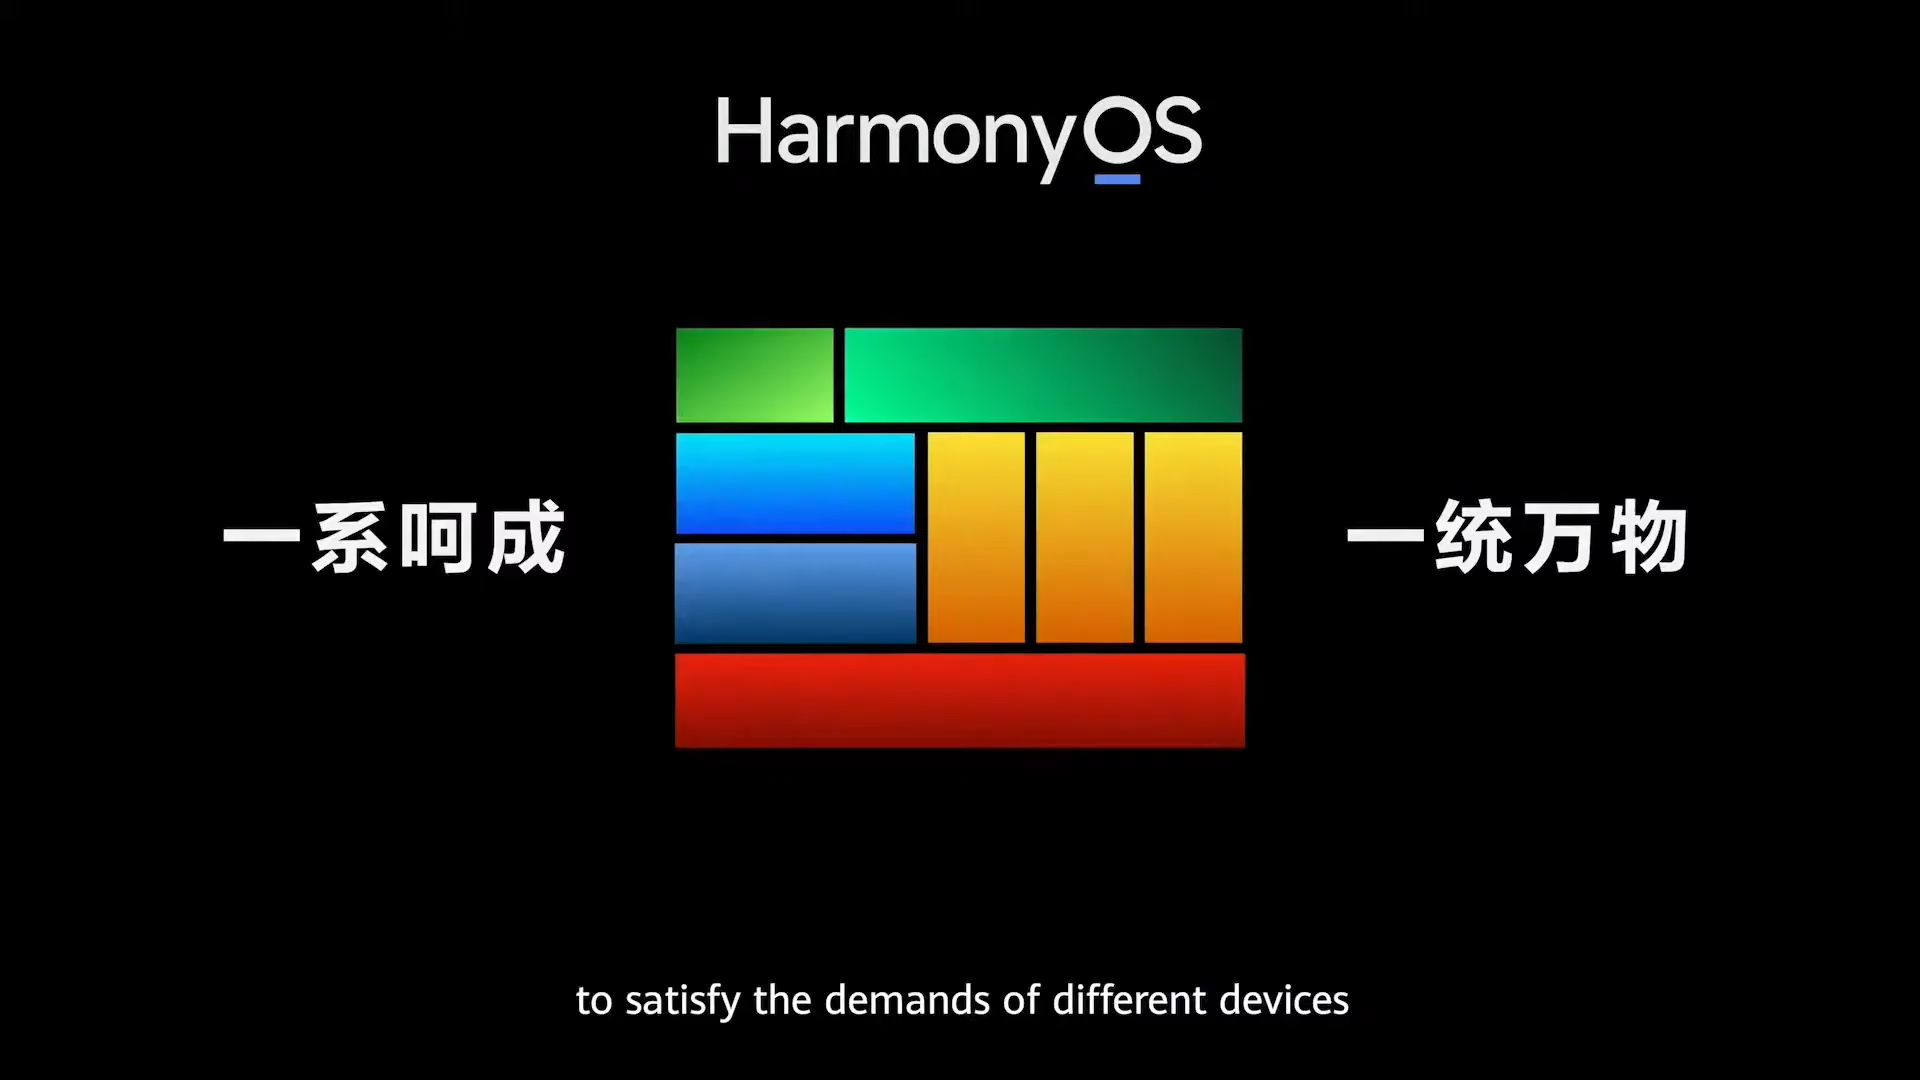 HarmonyOS
一系呵成
一统万物
to satisfy the demands of different devices